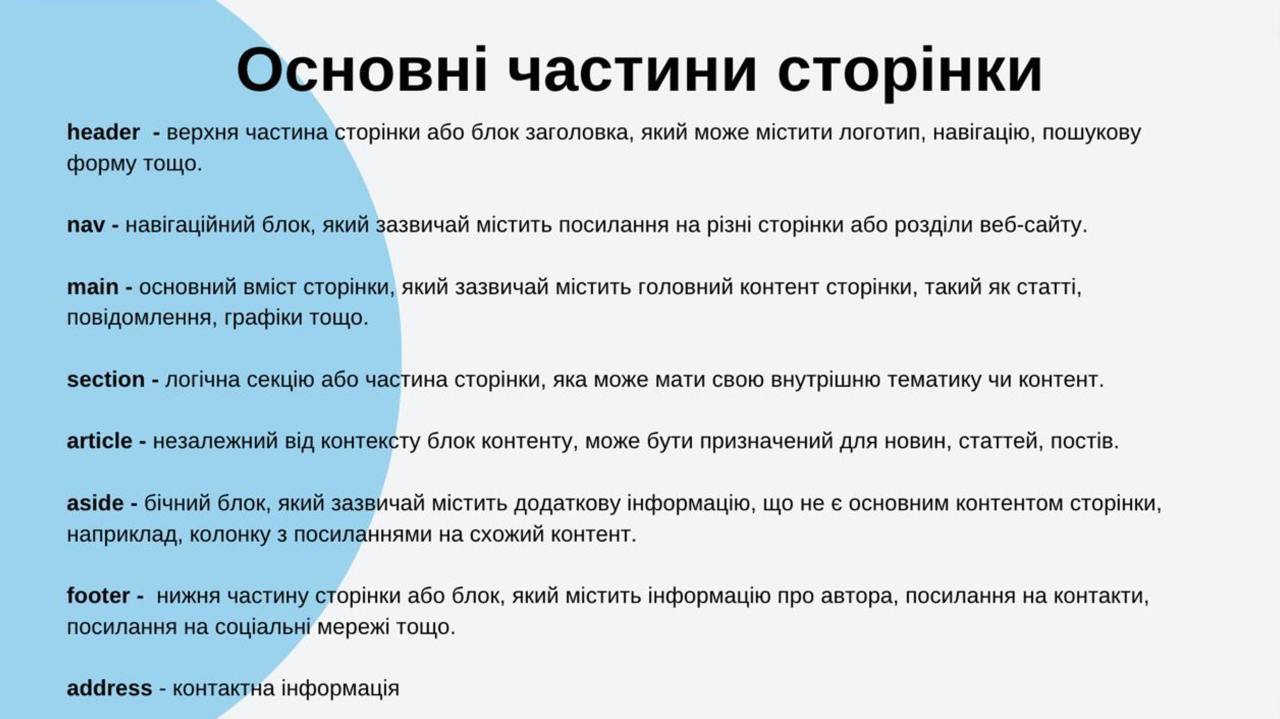 Основні частини сторінки
header  - верхня частина сторінки або блок заголовка, який може містити логотип, навігацію, пошукову
форму тощо.
nav - навігаційний блок, який зазвичай містить посилання на різні сторінки або розділи веб-сайту.
main - основний вміст сторінки, який зазвичай містить головний контент сторінки, такий як статті,
повідомлення, графіки тощо.
section - логічна секцію або частина сторінки, яка може мати свою внутрішню тематику чи контент.
article - незалежний від контексту блок контенту, може бути призначений для новин, статтей, постів.
aside - бічний блок, який зазвичай містить додаткову інформацію, що не є основним контентом сторінки,
наприклад, колонку з посиланнями на схожий контент.
footer -  нижня частину сторінки або блок, який містить інформацію про автора, посилання на контакти,
посилання на соціальні мережі тощо.
address - контактна інформація